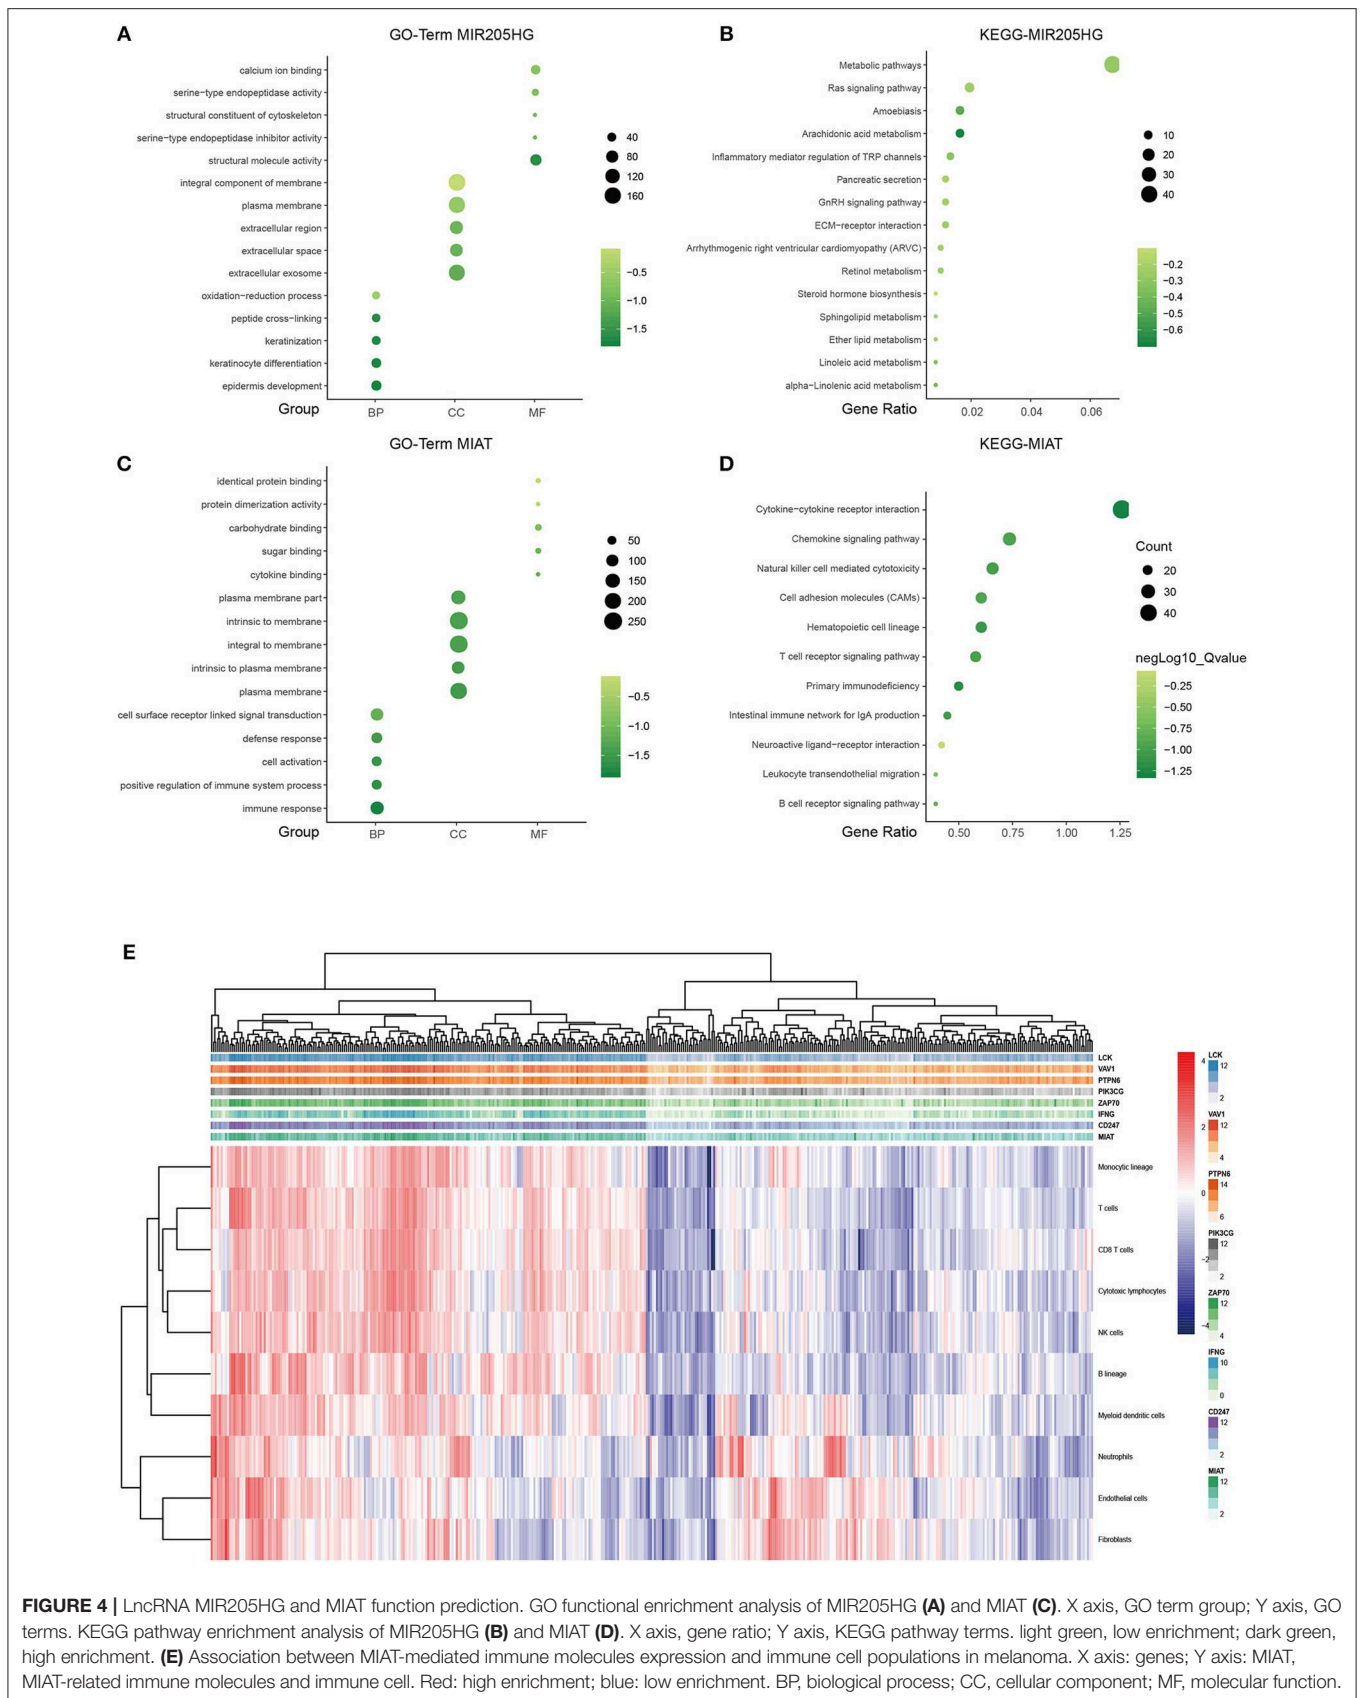 A
GO-Term MIR205HG
calcium ion binding
serine-type endopeptidase activity
structural constituent of cytoskeleton
serine-type endopeptidase inhibitor activity
structural molecule activity
integral component of membrane
plasma membrane
extracellular region
extracellular space
extracellular exosome
oxidation-reduction process
peptide cross-linking
keratinization
keratinocyte differentiation
epidermis development
Group
BP CC MF
40
80
120
160
-0.5
-1.0
-1.5
B
KEGG-MIR205HG
Metabolic pathways
Ras signaling pathway
Amoebiasis
Arachidonic acid metabolism
Inflammatory mediator regulation of TRP channels
Pancreatic secretion
GnRH signaling pathway
ECM-receptor interaction
Arrhythmogenic right ventricular cardiomyopathy (ARVC)
Retinol metabolism
Steroid hormone biosynthesis
Sphingolipid metabolism
Ether lipid metabolism
Linoleic acid metabolism
alpha-Linolenic acid metabolism
Gene Ratio
0.02 0.04 0.06
10
20
30
40
-0.2
-0.3
-0.4
-0.5
-0.6
C
GO-Term MIAT
identical protein binding
protein dimerization activity
carbohydrate binding
sugar binding
cytokine binding
plasma membrane part
intrinsic to membrane
integral to membrane
intrinsic to plasma membrane
plasma membrane
cell surface receptor linked signal transduction
defense response
cell activation
positive regulation of immune system process
immune response
Group
BP CC MF
50
100
150
200
250
-0.5
-1.0
-1.5
D
KEGG-MIAT
Cytokine-cytokine receptor interaction
Chemokine signaling pathway
Natural killer cell mediated cytotoxicity
Cell adhesion molecules (CAMs)
Hematopoietic cell lineage
T cell receptor signaling pathway
Primary immunodeficiency
Intestinal immune network for IgA production
Neuroactive ligand-receptor interaction
Leukocyte transendothelial migration
B cell receptor signaling pathway
Gene Ratio
0.50 0.75 1.00 1.25
Count
20
30
40
negLog10_Qvalue
-0.25
-0.50
-0.75
-1.00
-1.25
E
LCK
VAV1
PTPN6
PIK3CG
ZAP70
IFNG
CD247
MIAT
Monocytic lineage
T cells
CD8 T cells
Cytotoxic lymphocytes
NK cells
B lineage
Myeloid dendritic cells
Neutrophils
Endothelial cells
Fibroblasts
4
2
0
-2
-4
LCK
12
2
VAV1
12
4
PTPN6
14
6
PIK3CG
12
2
ZAP70
12
4
IFNG
10
0
CD247
12
2
MIAT
12
2
FIGURE 4 | LncRNA MIR205HG and MIAT function prediction. GO functional enrichment analysis of MIR205HG (A) and MIAT (C). X axis, GO term group; Y axis, GO
terms. KEGG pathway enrichment analysis of MIR205HG (B) and MIAT (D). X axis, gene ratio; Y axis, KEGG pathway terms. light green, low enrichment; dark green,
high enrichment. (E) Association between MIAT-mediated immune molecules expression and immune cell populations in melanoma. X axis: genes; Y axis: MIAT,
MIAT-related immune molecules and immune cell. Red: high enrichment; blue: low enrichment. BP, biological process; CC, cellular component; MF, molecular function.